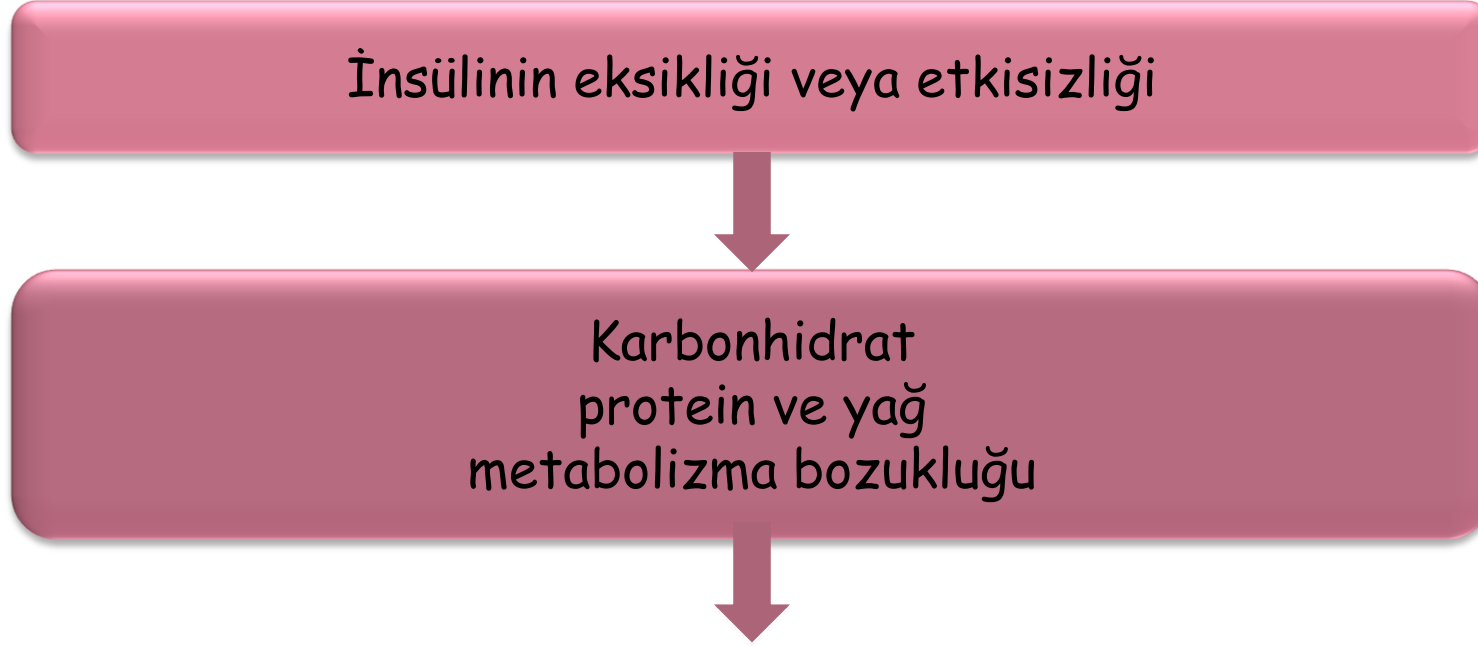 İnsülinin eksikliği veya etkisizliği
Karbonhidrat
protein ve yağ
metabolizma bozukluğu